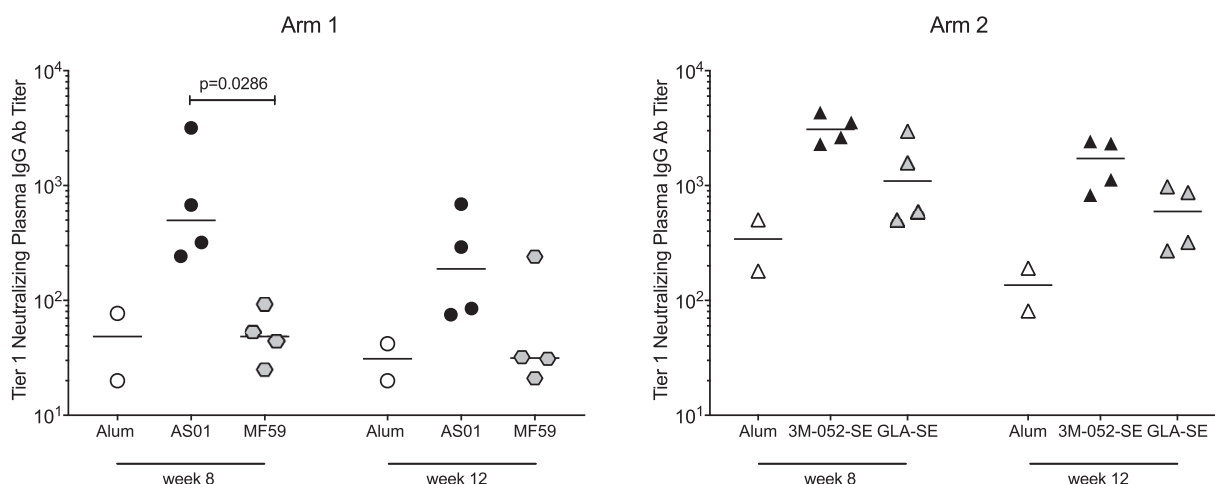 Arm 1
Tier 1 Neutralizing Plasma IgG Ab Titer
10⁴
10³
10²
10¹
p=0.0286
Alum AS01 MF59 Alum AS01 MF59
week 8 week 12
Arm 2
Tier 1 Neutralizing Plasma IgG Ab Titer
10⁴
10³
10²
10¹
Alum 3M-052-SE GLA-SE Alum 3M-052-SE GLA-SE
week 8 week 12